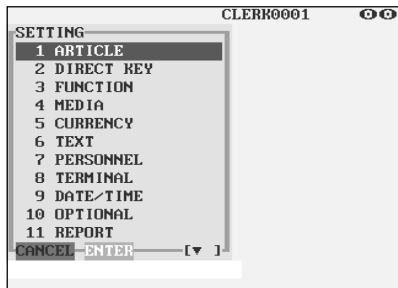 CLERK0001
SETTING
1 ARTICLE
2 DIRECT KEY
3 FUNCTION
4 MEDIA
5 CURRENCY
6 TEXT
7 PERSONNEL
8 TERMINAL
9 DATE/TIME
10 OPTIONAL
11 REPORT
CANCEL ENTER [▼ ]